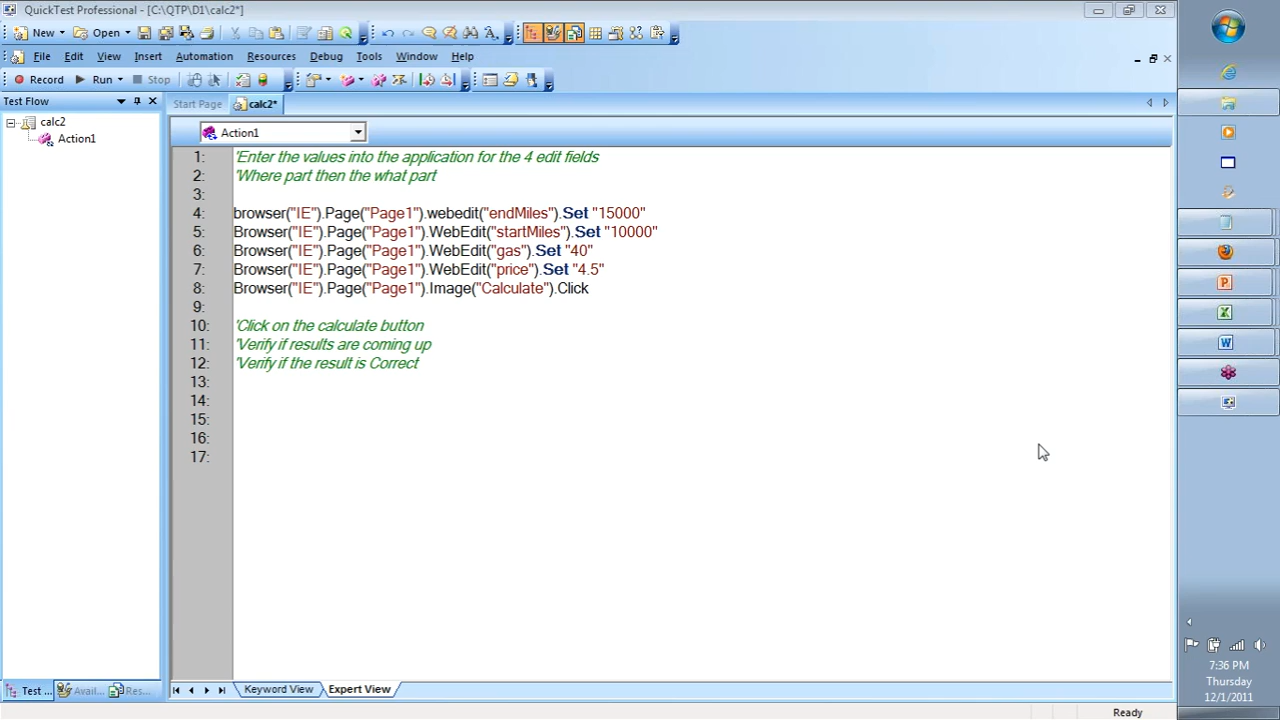 QuickTest Professional - [C:\QTP\D1\calc2*]
New Open
File Edit View Insert Automation Resources Debug Tools Window Help
Record Run Stop
Test Flow
Start Page calc2*
calc2
Action1
Action1
1: 'Enter the values into the application for the 4 edit fields
2: 'Where part then the what part
3:
4: browser("IE").Page("Page1").webedit("endMiles").Set "15000"
5: Browser("IE").Page("Page1").WebEdit("startMiles").Set "10000"
6: Browser("IE").Page("Page1").WebEdit("gas").Set "40"
7: Browser("IE").Page("Page1").WebEdit("price").Set "4.5"
8: Browser("IE").Page("Page1").Image("Calculate").Click
9:
10: 'Click on the calculate button
11: 'Verify if results are coming up
12: 'Verify if the result is Correct
13:
14:
15:
16:
17:
Test ... Avai... Res...
Keyword View Expert View
Ready
7:36 PM
Thursday
12/1/2011